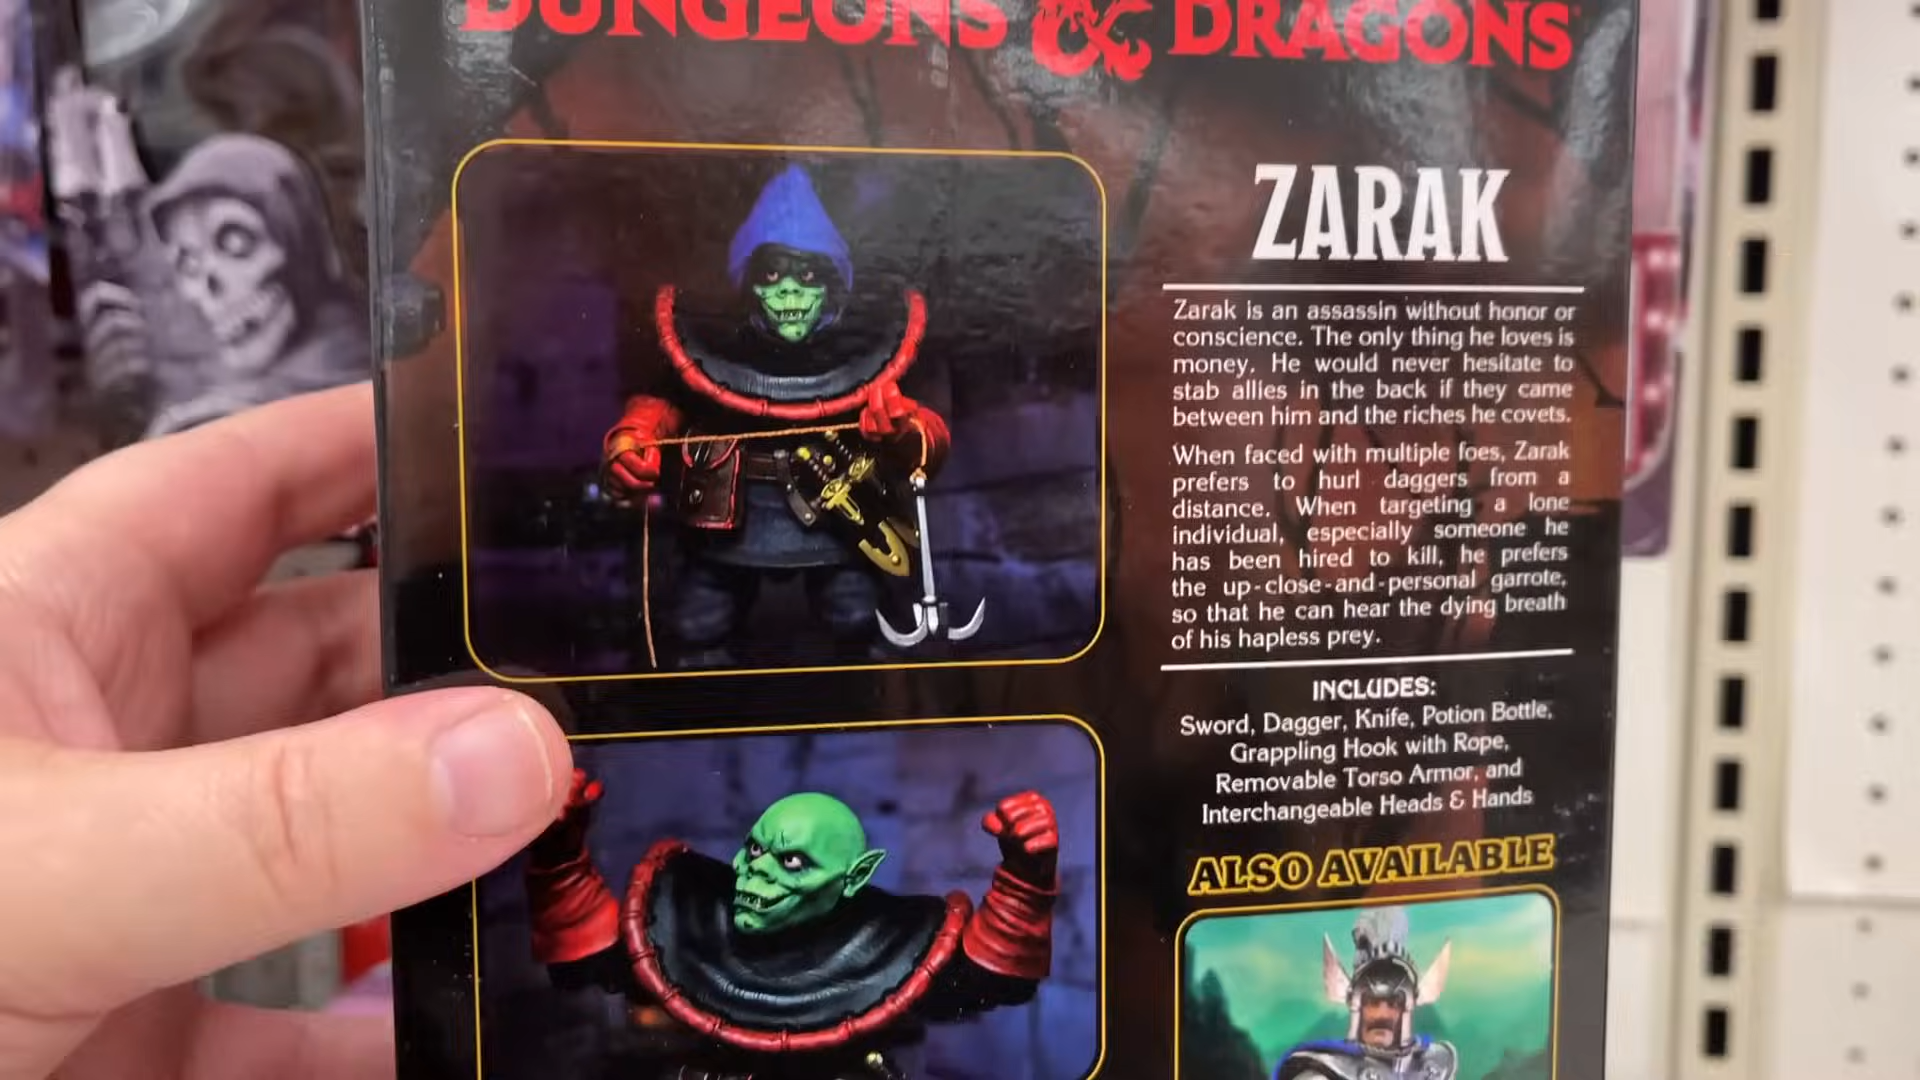 DUNGEONS & DRAGONS
ZARAK
Zarak is an assassin without honor or
conscience. The only thing he loves is
money. He would never hesitate to
stab allies in the back if they came
between him and the riches he covets.
When faced with multiple foes, Zarak
prefers to hurl daggers from a
distance. When targeting a lone
individual, especially someone he
has been hired to kill, he prefers
the up-close-and-personal garrote,
so that he can hear the dying breath
of his hapless prey.
INCLUDES:
Sword, Dagger, Knife, Potion Bottle,
Grappling Hook with Rope,
Removable Torso Armor, and
Interchangeable Heads & Hands
ALSO AVAILABLE